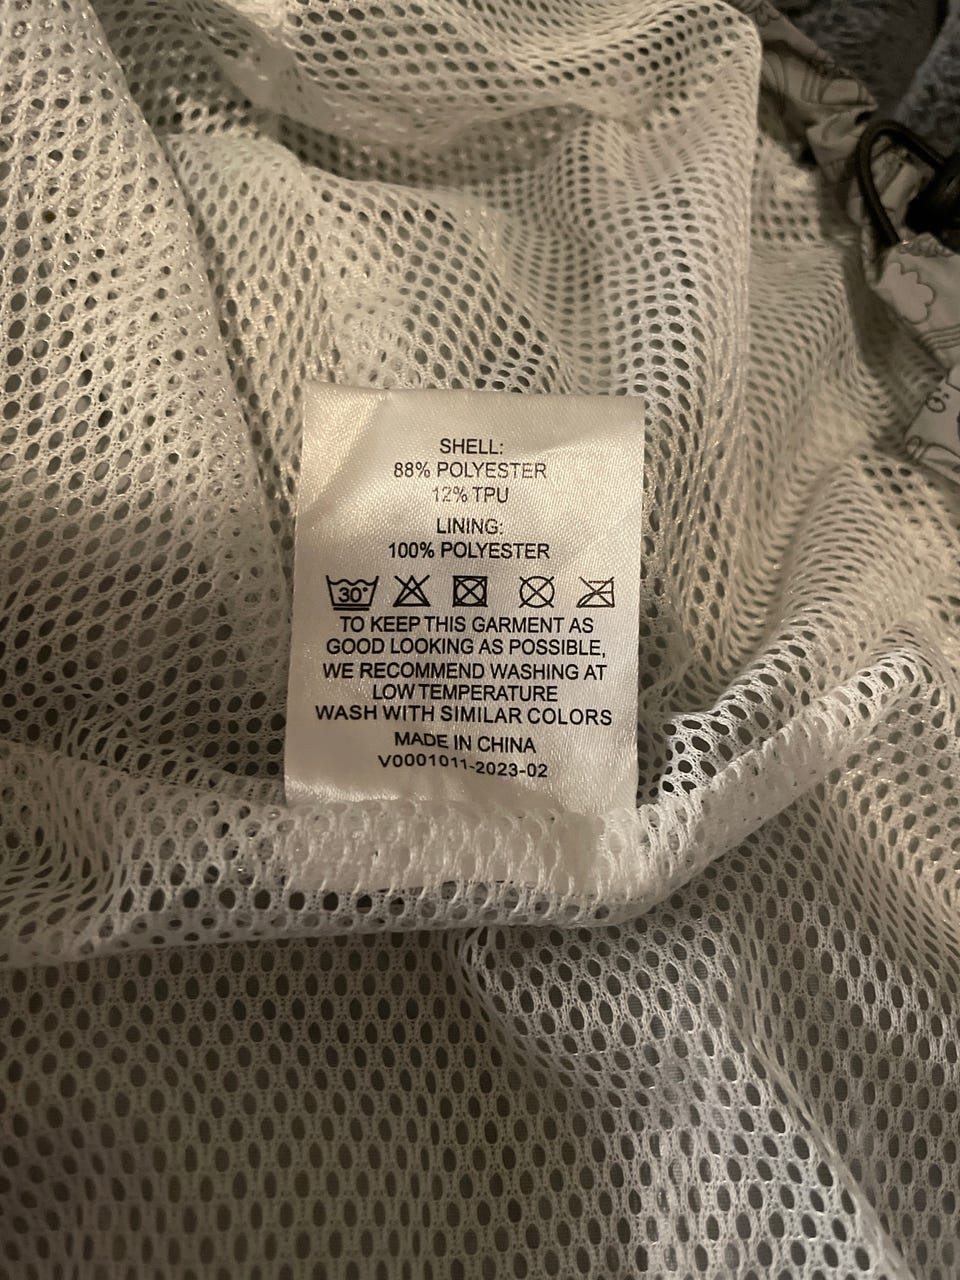 SHELL:
88% POLYESTER
12% TPU
LINING:
100% POLYESTER
30°
TO KEEP THIS GARMENT AS
GOOD LOOKING AS POSSIBLE,
WE RECOMMEND WASHING AT
LOW TEMPERATURE
WASH WITH SIMILAR COLORS
MADE IN CHINA
V0001011-2023-02